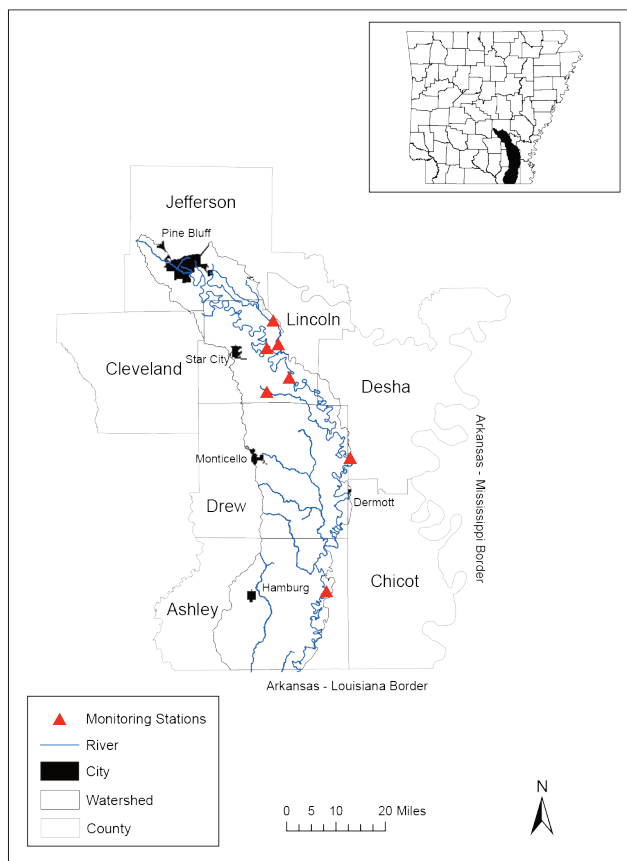 Jefferson
Pine Bluff
Lincoln
Star City
Cleveland
Desha
Arkansas - Mississippi Border
Monticello
Dermott
Drew
Chicot
Hamburg
Ashley
Arkansas - Louisiana Border
Monitoring Stations
River
City
Watershed
County
0 5 10 20 Miles
N